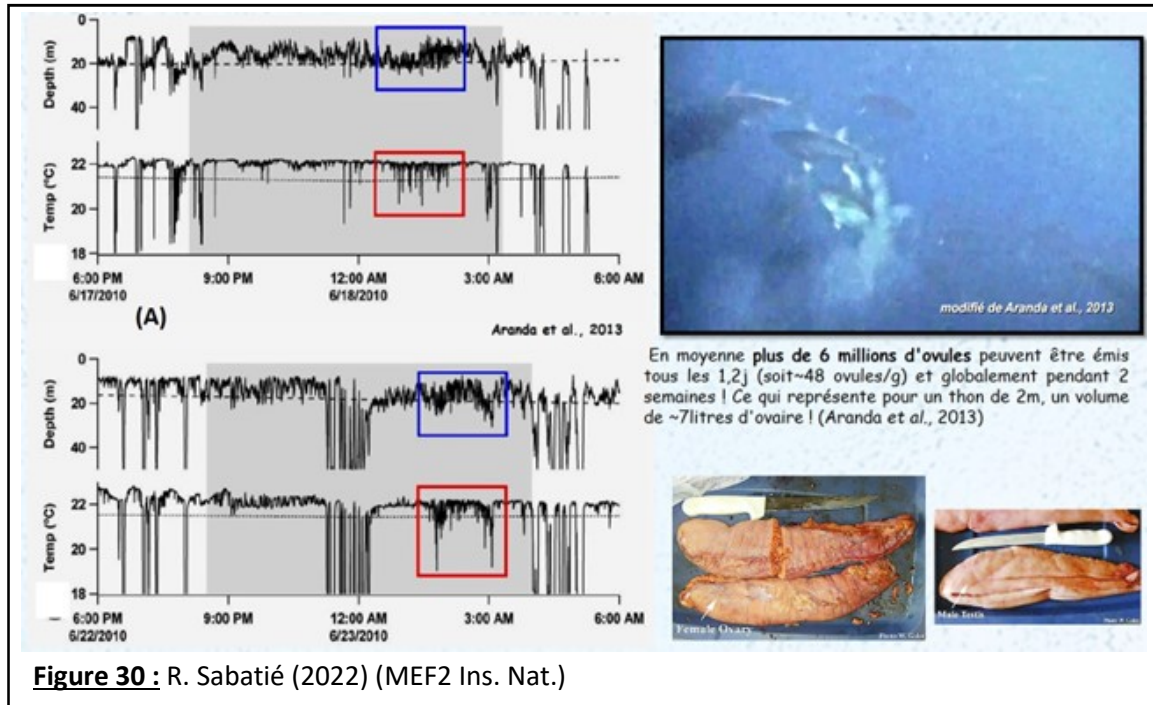 0
20
40
Depth (m)
22
20
18
Temp (°C)
6:00 PM 9:00 PM 12:00 AM 3:00 AM 6:00 AM
6/17/2010 6/18/2010
(A)
Aranda et al., 2013
0
20
40
Depth (m)
22
21
18
Temp (°C)
6:00 PM 9:00 PM 12:00 AM 3:00 AM 6:00 AM
6/22/2010 6/23/2010
modifié de Aranda et al., 2013
En moyenne plus de 6 millions d'ovules peuvent être émis
tous les 1,2j (soit~48 ovules/g) et globalement pendant 2
semaines ! Ce qui représente pour un thon de 2m, un volume
de ~7litres d'ovaire ! (Aranda et al., 2013)
Female Ovary
Male Testis
Figure 30 : R. Sabatié (2022) (MEF2 Ins. Nat.)